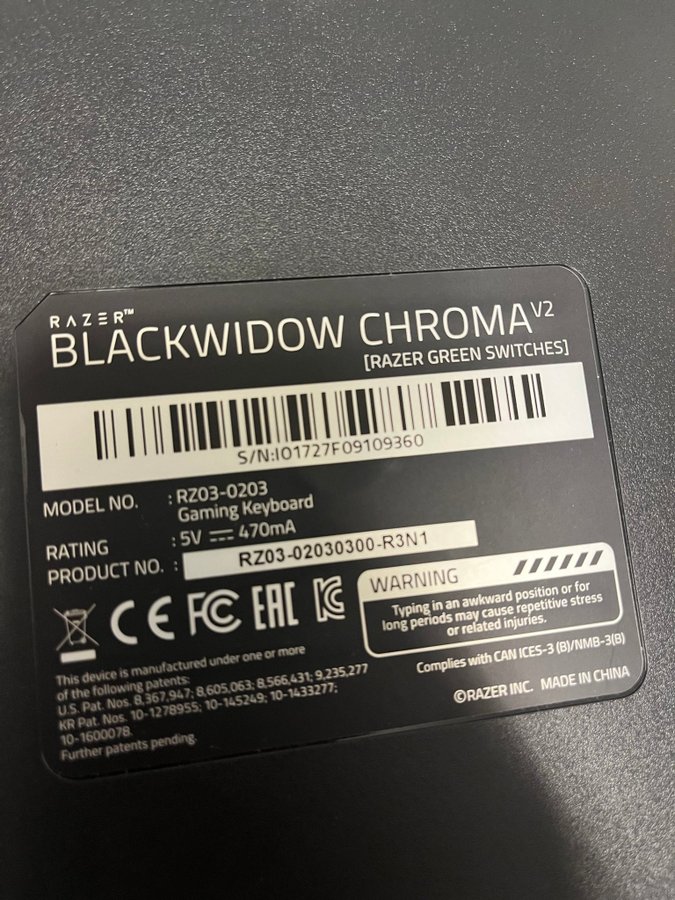 RAZER™
BLACKWIDOW CHROMA V2
[RAZER GREEN SWITCHES]
S/N:IO1727F09109360
MODEL NO. : RZ03-0203
Gaming Keyboard
RATING : 5V ⎓ 470mA
PRODUCT NO. : RZ03-02030300-R3N1
CE FC EAC KC
WARNING
Typing in an awkward position or for
long periods may cause repetitive stress
or related injuries.
This device is manufactured under one or more
of the following patents:
U.S. Pat. Nos. 8,367,947; 8,605,063; 8,566,431; 9,235,277
KR Pat. Nos. 10-1278955; 10-145249; 10-1433277;
10-1600078.
Further patents pending.
Complies with CAN ICES-3 (B)/NMB-3(B)
©RAZER INC. MADE IN CHINA